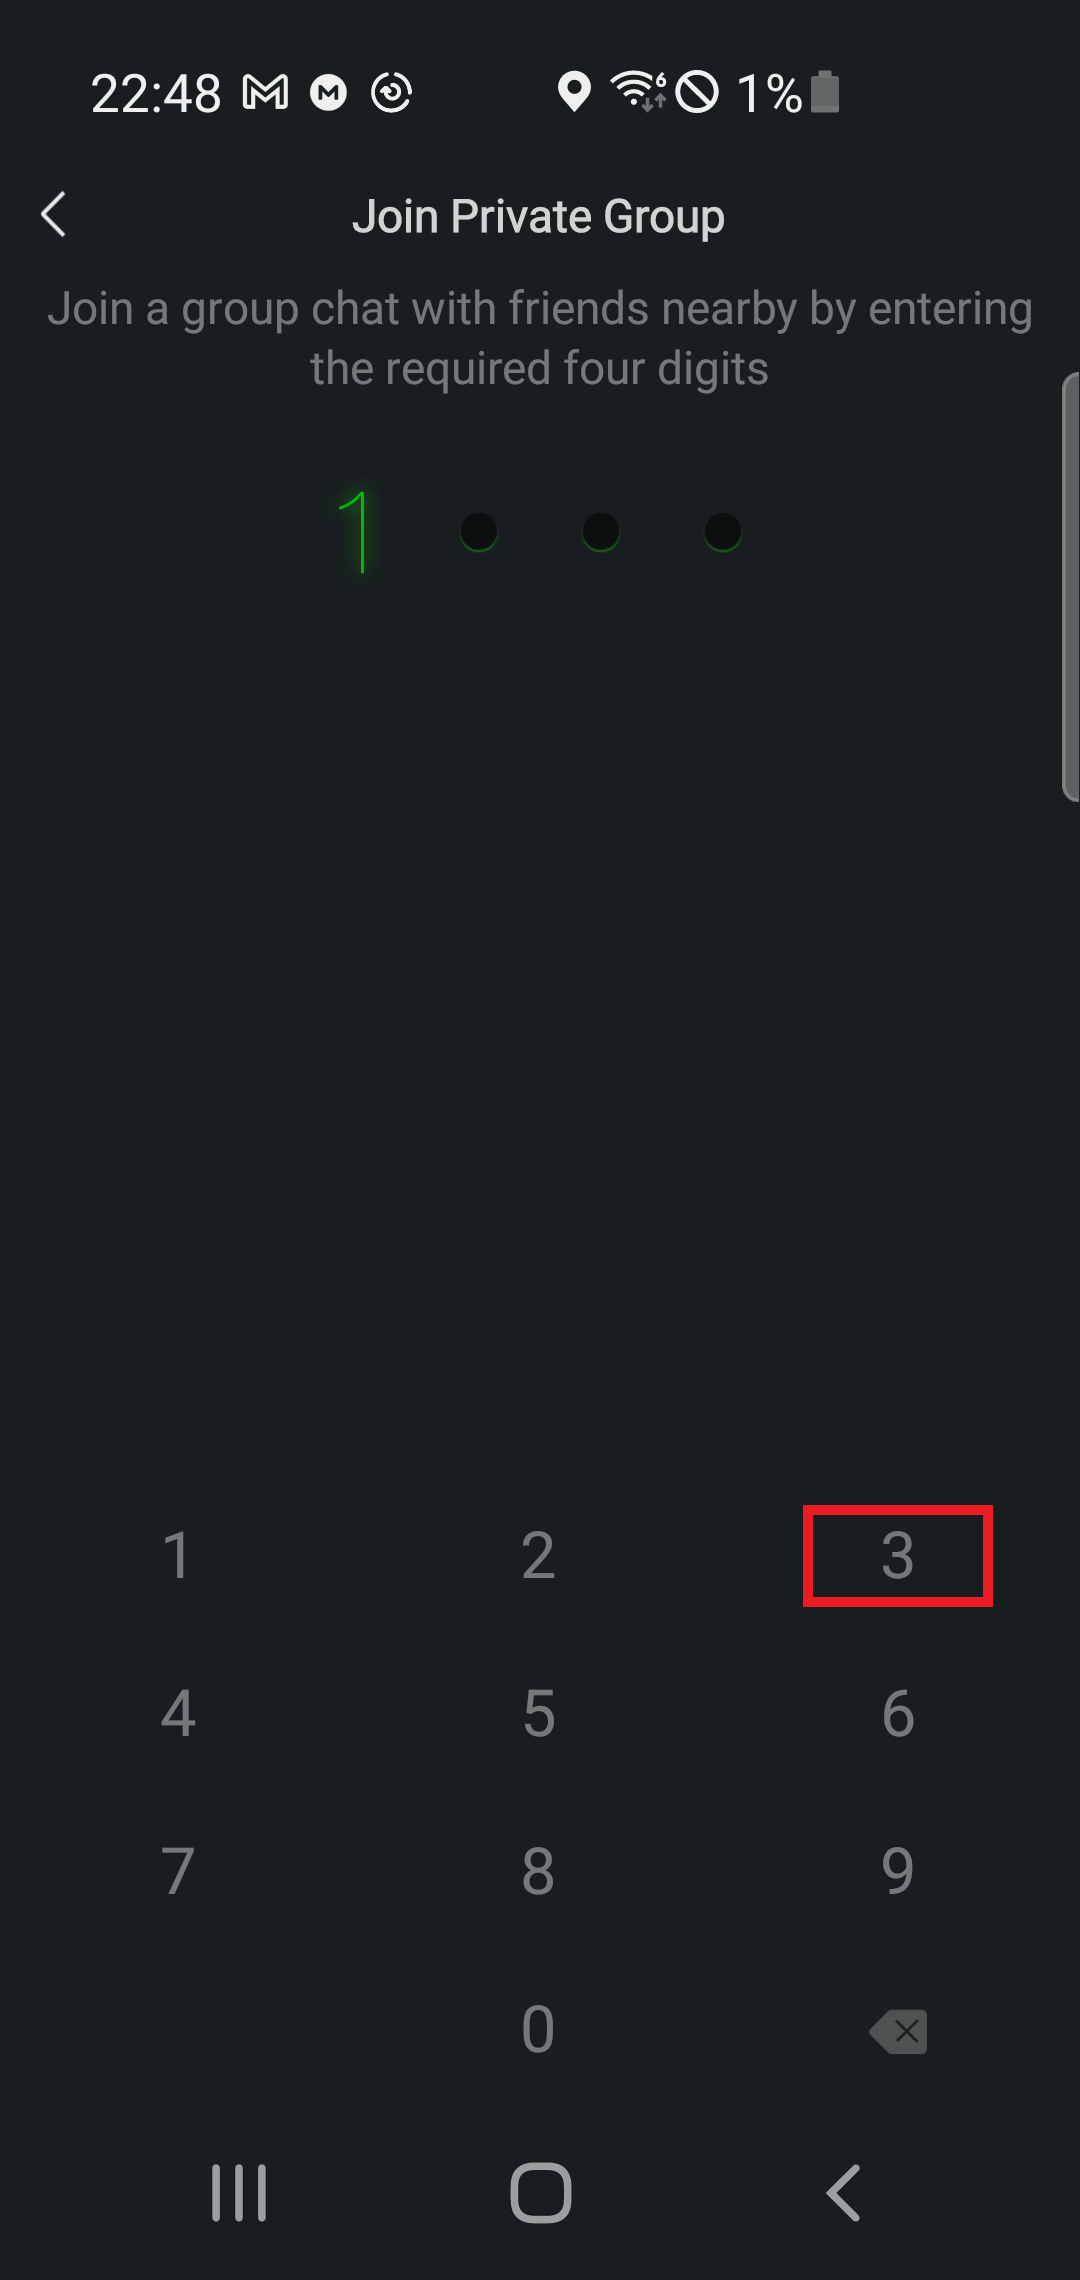 22:48 1%
Join Private Group
Join a group chat with friends nearby by entering
the required four digits
1
1 2 3
4 5 6
7 8 9
0